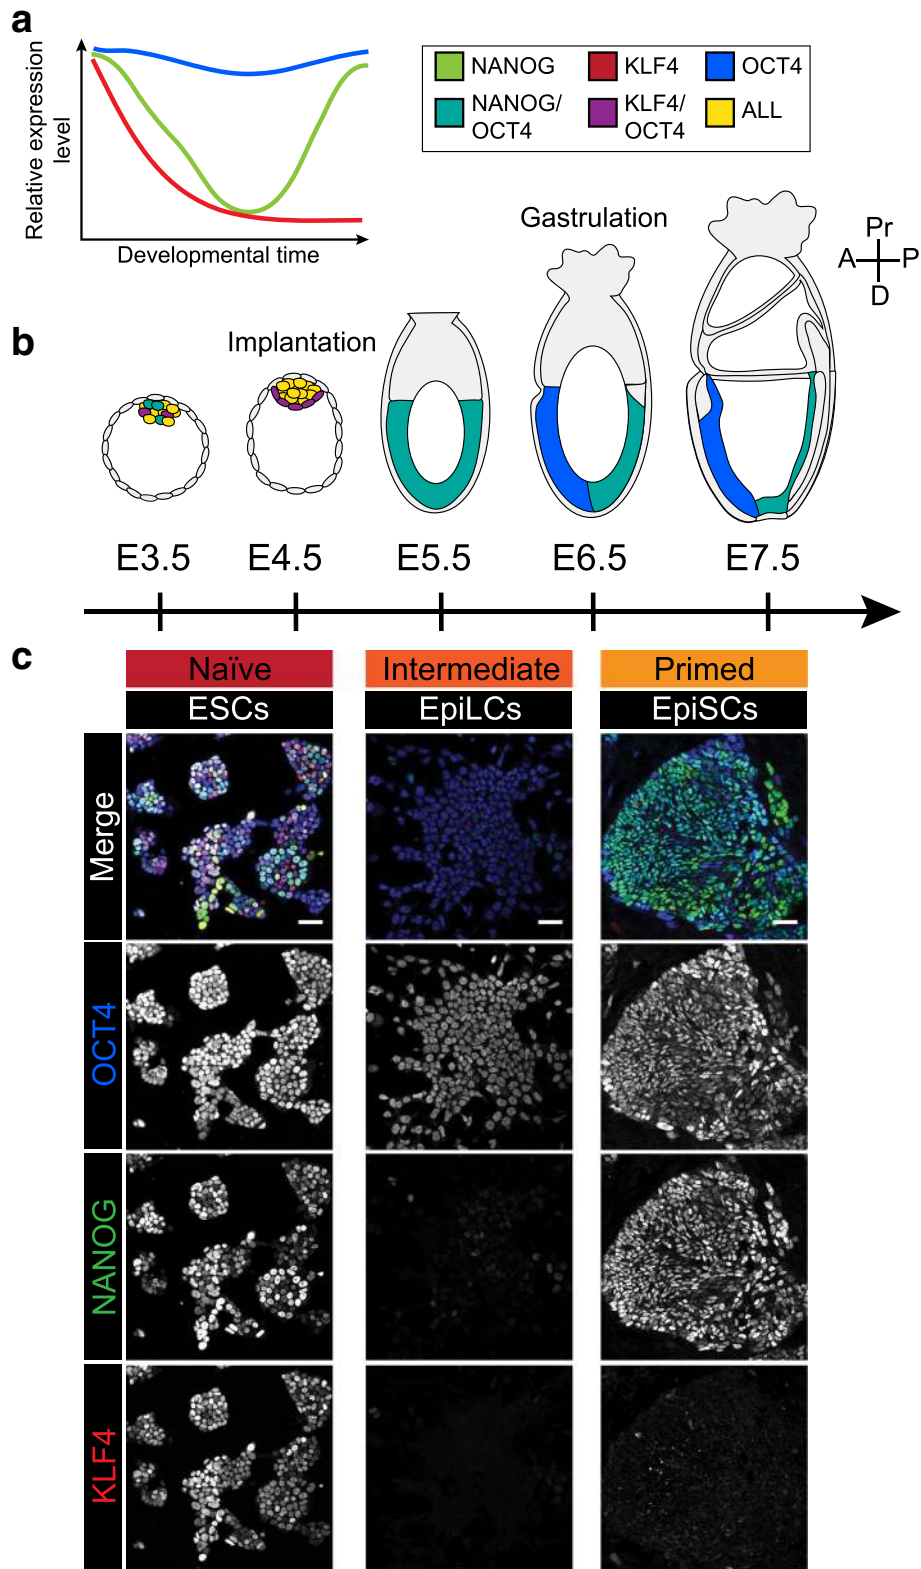 a
Relative expression
level
Developmental time
NANOG
KLF4
OCT4
NANOG/
OCT4
KLF4/
OCT4
ALL
Gastrulation
Pr
A
P
D
b
Implantation
E3.5
E4.5
E5.5
E6.5
E7.5
c
Naïve
Intermediate
Primed
ESCs
EpiLCs
EpiSCs
Merge
OCT4
NANOG
KLF4